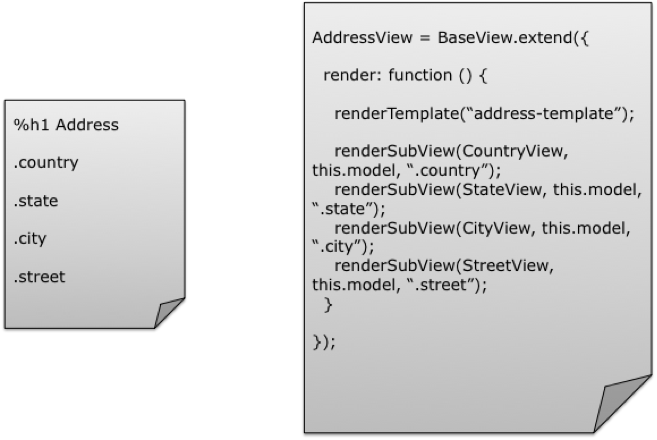 %h1 Address
.country
.state
.city
.street
AddressView = BaseView.extend({
render: function () {
renderTemplate(“address-template”);
renderSubView(CountryView,
this.model, “.country”);
renderSubView(StateView, this.model,
“.state”);
renderSubView(CityView, this.model,
“.city”);
renderSubView(StreetView,
this.model, “.street”);
}
});